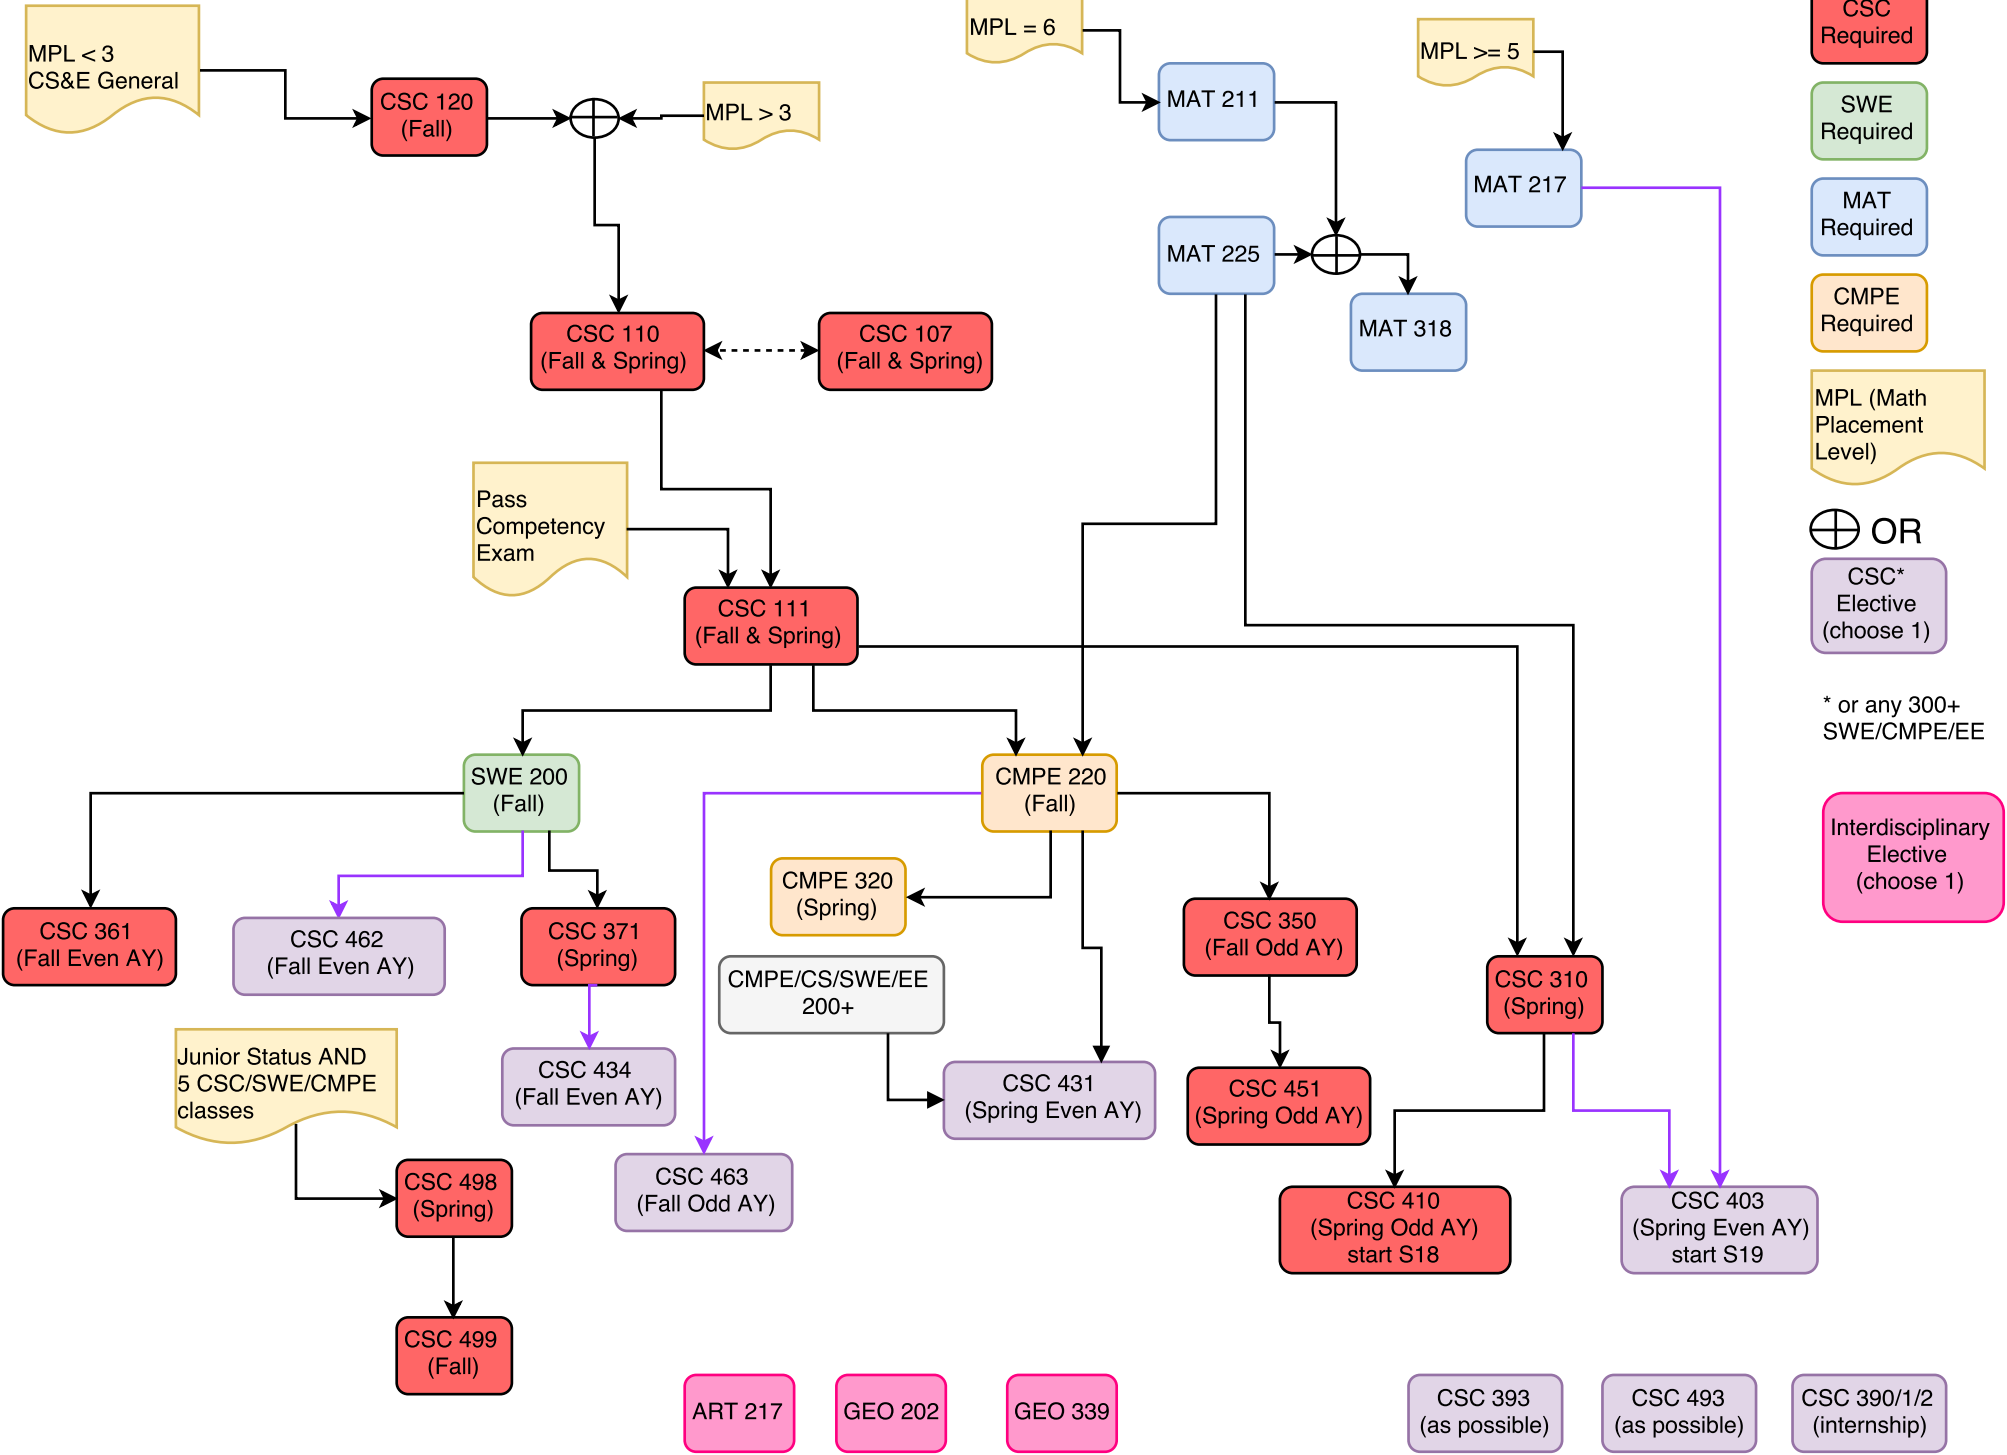 MPL < 3
CS&E General
CSC 120
(Fall)
MPL > 3
MPL = 6
MAT 211
MPL >= 5
MAT 217
MAT 225
MAT 318
CSC
Required
SWE
Required
MAT
Required
CMPE
Required
MPL (Math
Placement
Level)
OR
CSC*
Elective
(choose 1)
* or any 300+
SWE/CMPE/EE
Interdisciplinary
Elective
(choose 1)
CSC 110
(Fall & Spring)
CSC 107
(Fall & Spring)
Pass
Competency
Exam
CSC 111
(Fall & Spring)
SWE 200
(Fall)
CMPE 220
(Fall)
CSC 361
(Fall Even AY)
CSC 462
(Fall Even AY)
CSC 371
(Spring)
CMPE 320
(Spring)
CSC 350
(Fall Odd AY)
CMPE/CS/SWE/EE
200+
CSC 310
(Spring)
Junior Status AND
5 CSC/SWE/CMPE
classes
CSC 434
(Fall Even AY)
CSC 431
(Spring Even AY)
CSC 451
(Spring Odd AY)
CSC 498
(Spring)
CSC 463
(Fall Odd AY)
CSC 410
(Spring Odd AY)
start S18
CSC 403
(Spring Even AY)
start S19
CSC 499
(Fall)
ART 217
GEO 202
GEO 339
CSC 393
(as possible)
CSC 493
(as possible)
CSC 390/1/2
(internship)